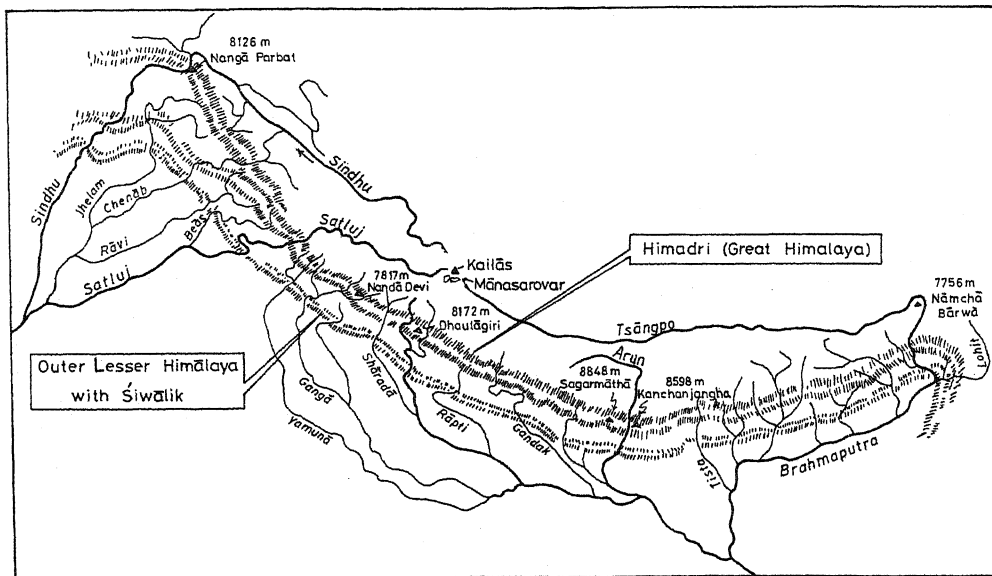 8126 m
Nangā Parbat
Sindhu
Sindhu
Jhelam
Chenāb
Rāvi
Beās
Satluj
Satluj
Kailās
Mānasarovar
Himadri (Great Himalaya)
7817 m
Nandā Devi
8172 m
Dhaulāgiri
7756 m
Nāmchā
Bārwā
Lohit
Tsāngpo
Arun
8848 m
Sagarmāthā
8598 m
Kanchanjangha
Outer Lesser Himālaya
with Śiwālik
Gangā
Yamunā
Shāradā
Rāpti
Gandak
Tista
Brahmaputra